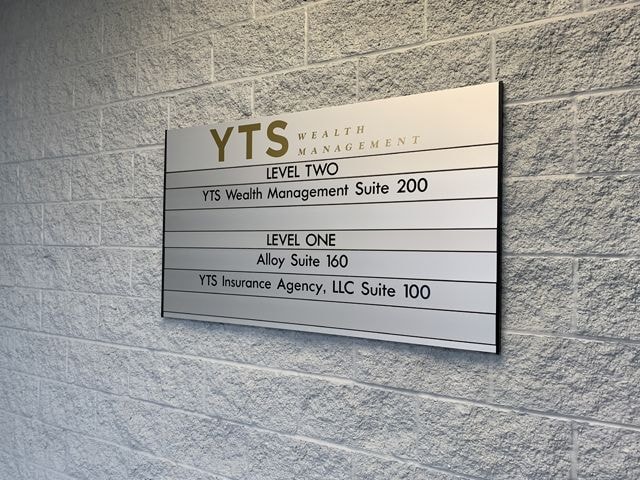 YTS WEALTH
MANAGEMENT
LEVEL TWO
YTS Wealth Management Suite 200
LEVEL ONE
Alloy Suite 160
YTS Insurance Agency, LLC Suite 100